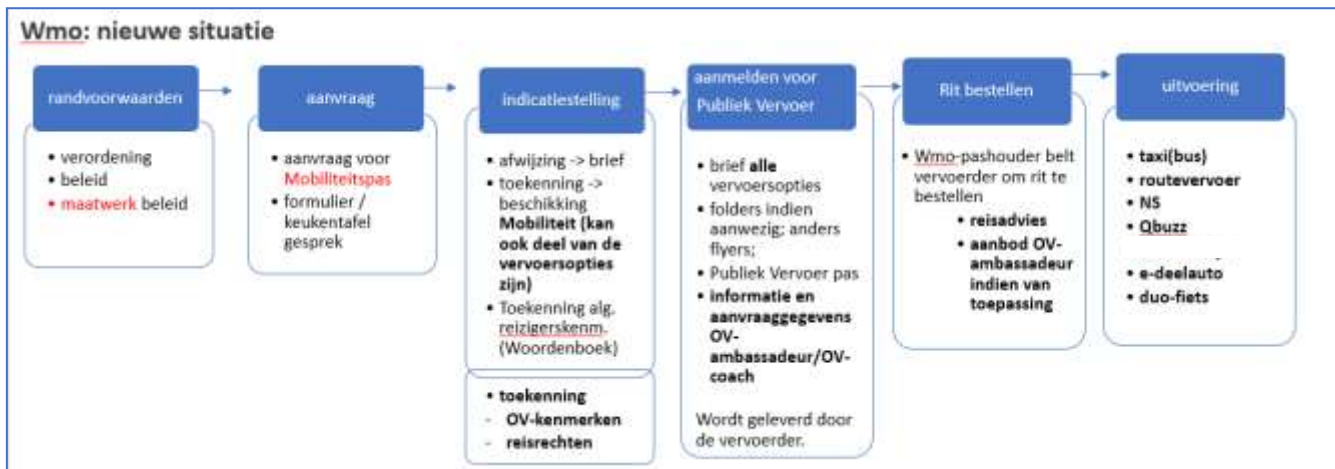 Wmo: nieuwe situatie
randvoorwaarden
• verordening
• beleid
• maatwerk beleid
aanvraag
• aanvraag voor
Mobiliteitspas
• formulier /
keukentafel
gesprek
indicatiestelling
• afwijzing -> brief
• toekenning ->
beschikking
Mobiliteit (kan
ook deel van de
vervoersopties
zijn)
• Toekenning alg.
reizigerskenm.
(Woordenboek)
• toekenning
- OV-kenmerken
- reisrechten
aanmelden voor
Publiek Vervoer
• brief alle
vervoersopties
• folders indien
aanwezig; anders
flyers;
• Publiek Vervoer pas
• informatie en
aanvraaggegevens
OV-
ambassadeur/OV-
coach
Wordt geleverd door
de vervoerder.
Rit bestellen
• Wmo-pashouder belt
vervoerder om rit te
bestellen
• reisadvies
• aanbod OV-
ambassadeur
indien van
toepassing
uitvoering
• taxi(bus)
• routevervoer
• NS
• Qbuzz
• e-deelauto
• duo-fiets